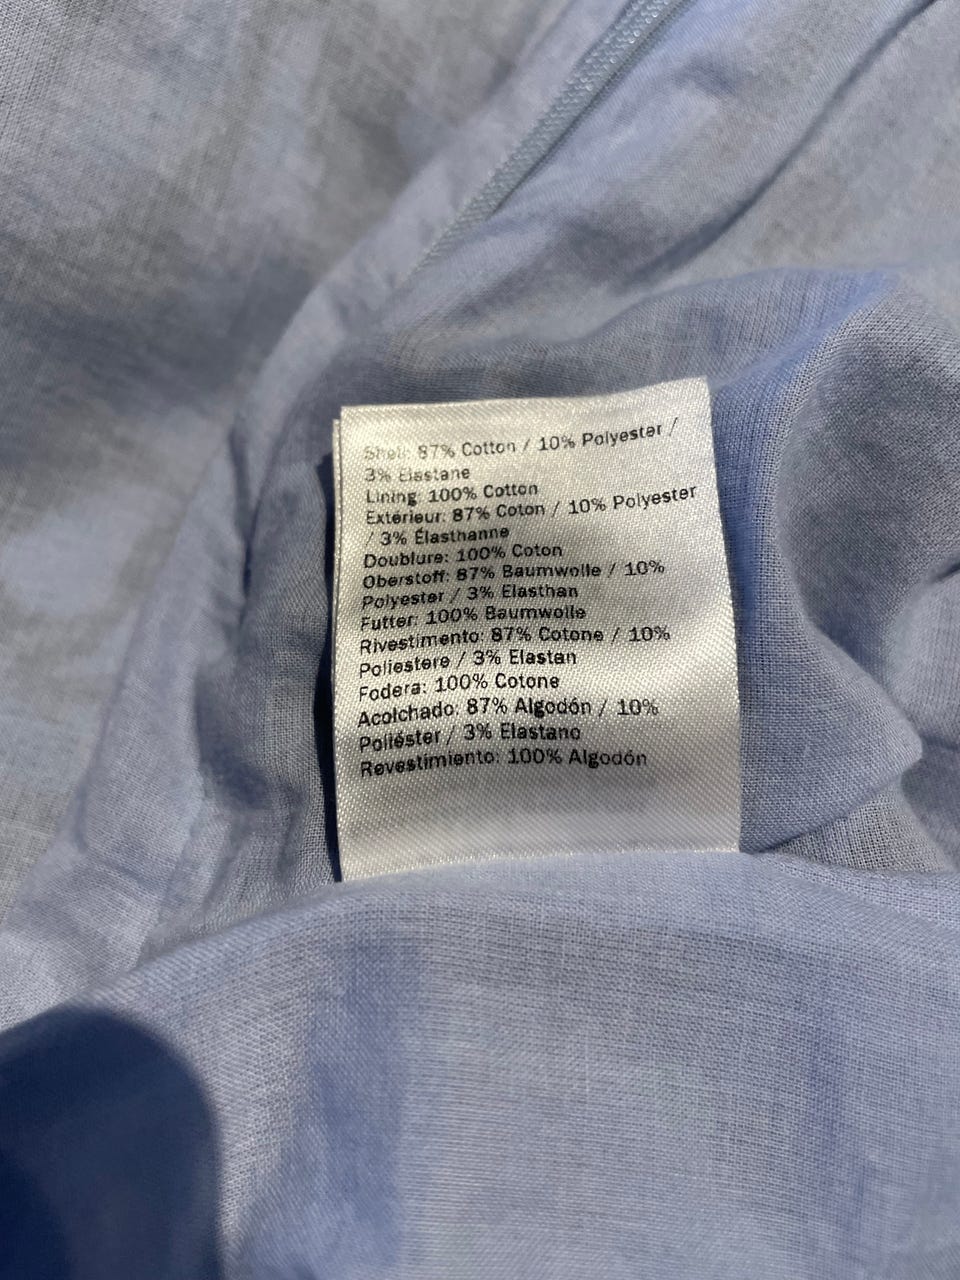 Shell: 87% Cotton / 10% Polyester /
3% Elastane
Lining: 100% Cotton
Extérieur: 87% Coton / 10% Polyester
/ 3% Élasthanne
Doublure: 100% Coton
Oberstoff: 87% Baumwolle / 10%
Polyester / 3% Elasthan
Futter: 100% Baumwolle
Rivestimento: 87% Cotone / 10%
Poliestere / 3% Elastan
Fodera: 100% Cotone
Acolchado: 87% Algodón / 10%
Poliéster / 3% Elastano
Revestimiento: 100% Algodón